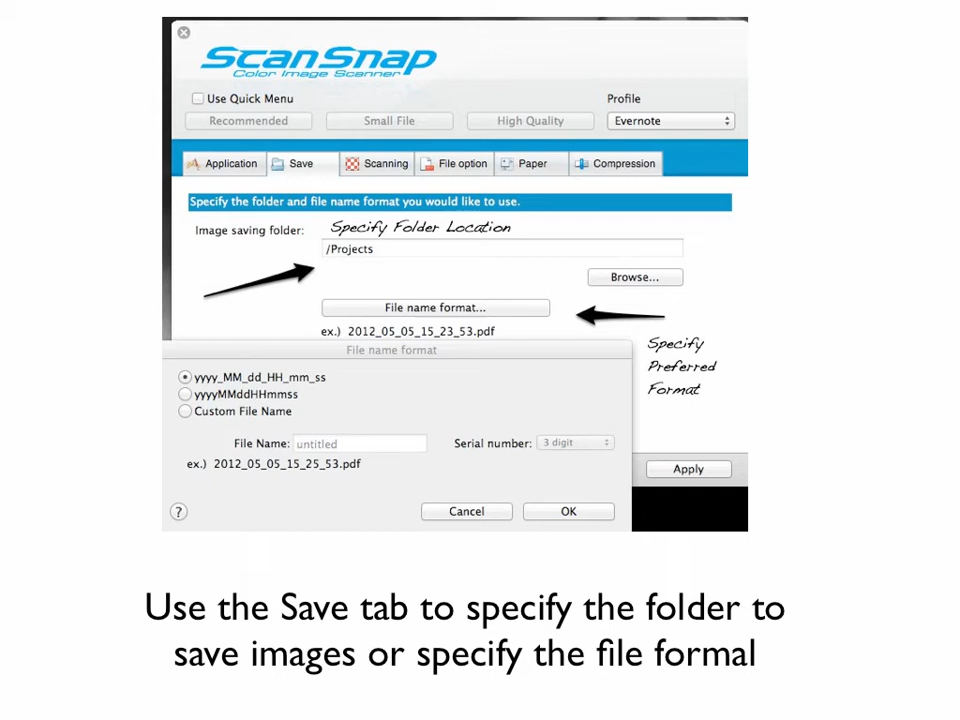 ScanSnap
Color Image Scanner
Use Quick Menu
Profile
Recommended Small File High Quality Evernote
Application Save Scanning File option Paper Compression
Specify the folder and file name format you would like to use.
Image saving folder: Specify Folder Location
/Projects
Browse...
File name format...
ex.) 2012_05_05_15_23_53.pdf
Specify
Preferred
Format
File name format
yyyy_MM_dd_HH_mm_ss
yyyyMMddHHmmss
Custom File Name
File Name: untitled Serial number: 3 digit
ex.) 2012_05_05_15_25_53.pdf
Apply
? Cancel OK
Use the Save tab to specify the folder to
save images or specify the file formal